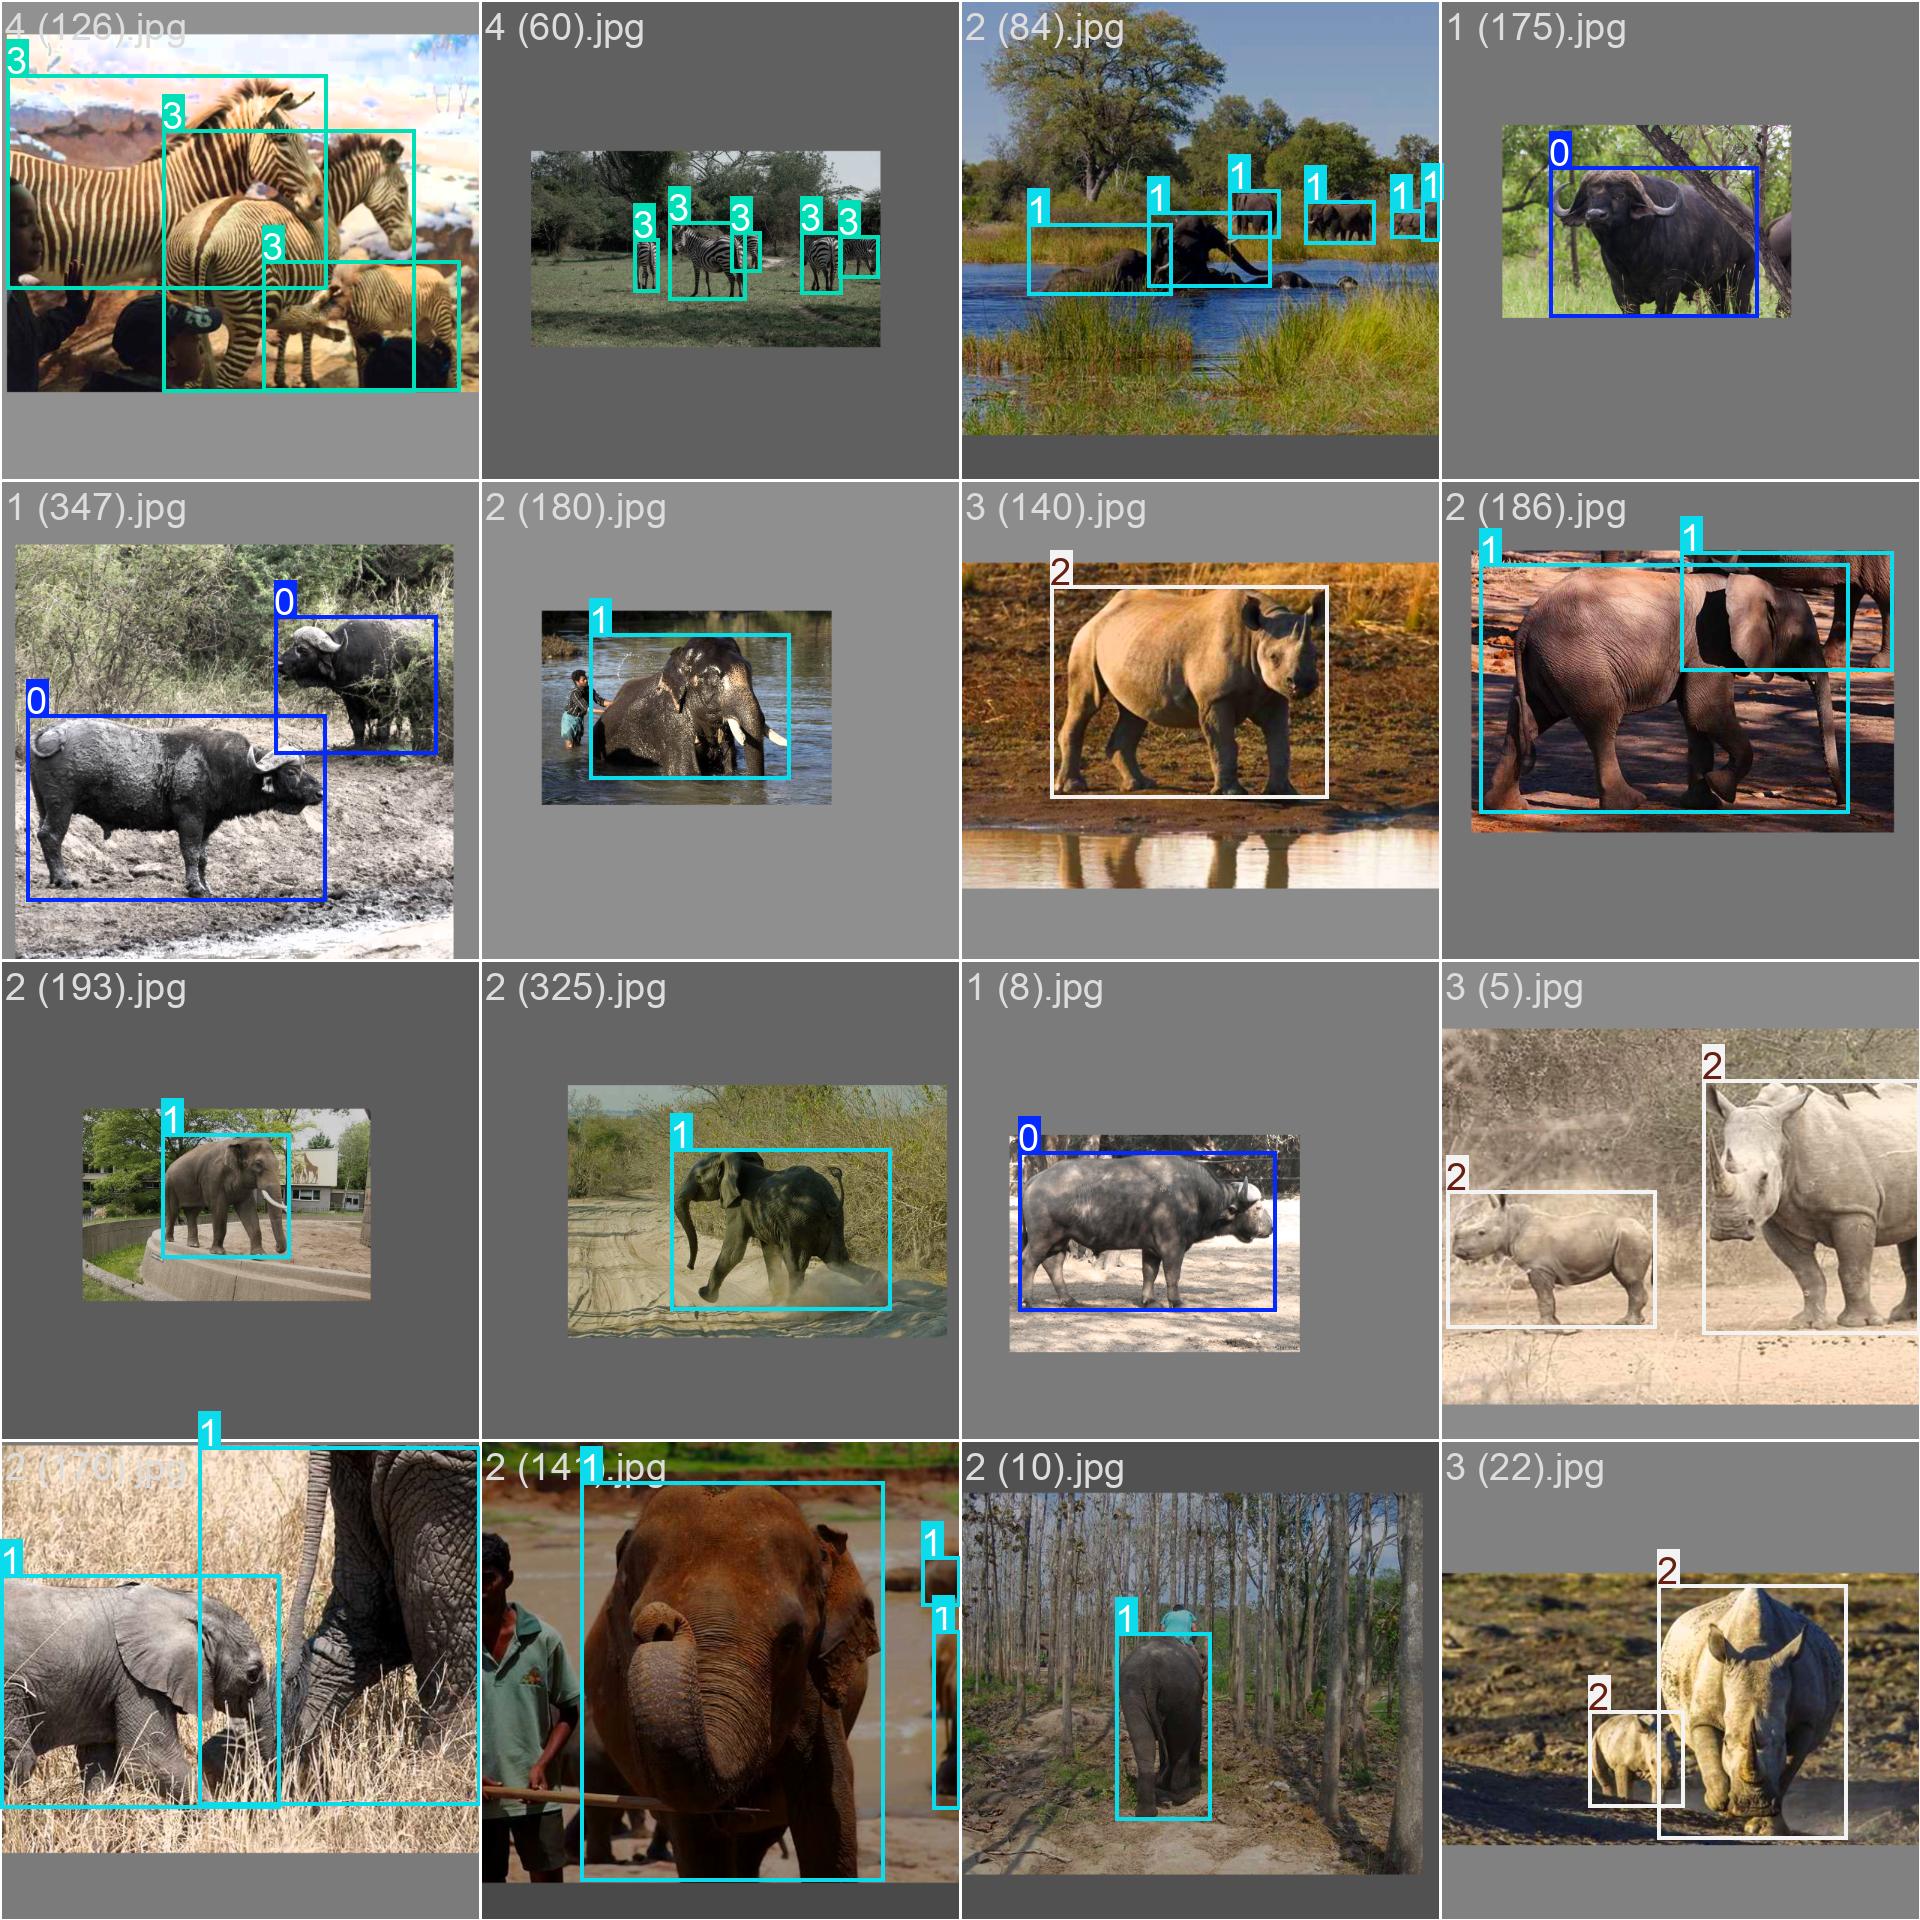 4 (126).jpg
3
3
3
4 (60).jpg
3
3
3
3
3
2 (84).jpg
1
1
1
1
1
1
1 (175).jpg
0
1 (347).jpg
0
0
2 (180).jpg
1
3 (140).jpg
2
2 (186).jpg
1
1
2 (193).jpg
1
2 (325).jpg
1
1 (8).jpg
0
3 (5).jpg
2
2
2 (170).jpg
1
1
2 (141).jpg
1
1
1
2 (10).jpg
1
3 (22).jpg
2
2